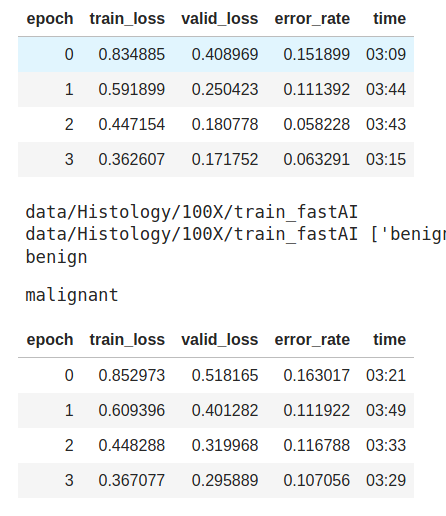 epoch train_loss valid_loss error_rate time
0 0.834885 0.408969 0.151899 03:09
1 0.591899 0.250423 0.111392 03:44
2 0.447154 0.180778 0.058228 03:43
3 0.362607 0.171752 0.063291 03:15
data/Histology/100X/train_fastAI
data/Histology/100X/train_fastAI ['benign
benign
malignant
epoch train_loss valid_loss error_rate time
0 0.852973 0.518165 0.163017 03:21
1 0.609396 0.401282 0.111922 03:49
2 0.448288 0.319968 0.116788 03:33
3 0.367077 0.295889 0.107056 03:29